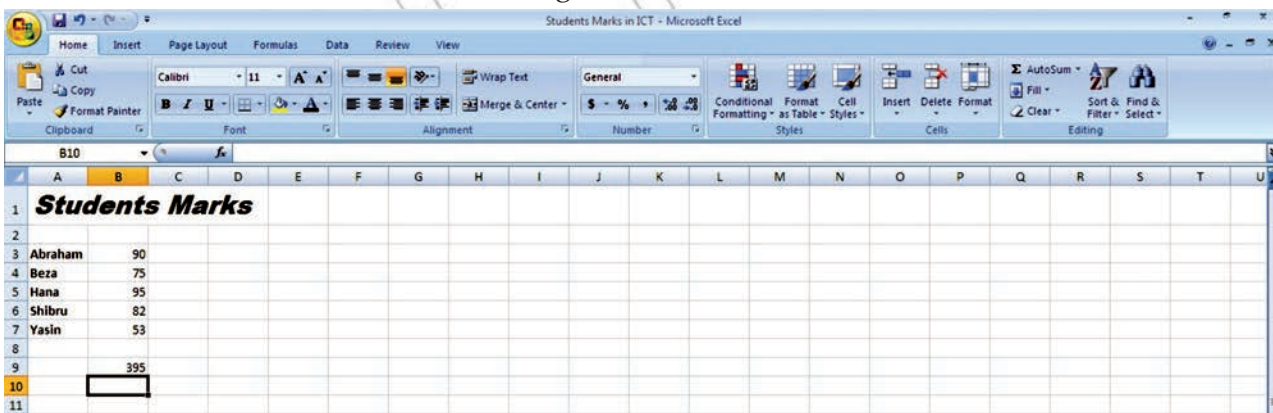 Students Marks in ICT - Microsoft Excel
Home Insert Page Layout Formulas Data Review View
Paste
Cut
Copy
Format Painter
Clipboard
Calibri 11 A A
B I U A
Font
Wrap Text
Merge & Center
Alignment
General
$ % , .0 .00 .00 .0
Number
Conditional Formatting
Format as Table
Cell Styles
Styles
Insert Delete Format
Cells
Σ AutoSum
Fill
Clear
Sort & Filter
Find & Select
Editing
B10 fx
A B C D E F G H I J K L M N O P Q R S T U
1 Students Marks
2
3 Abraham 90
4 Beza 75
5 Hana 95
6 Shibru 82
7 Yasin 53
8
9 395
10
11